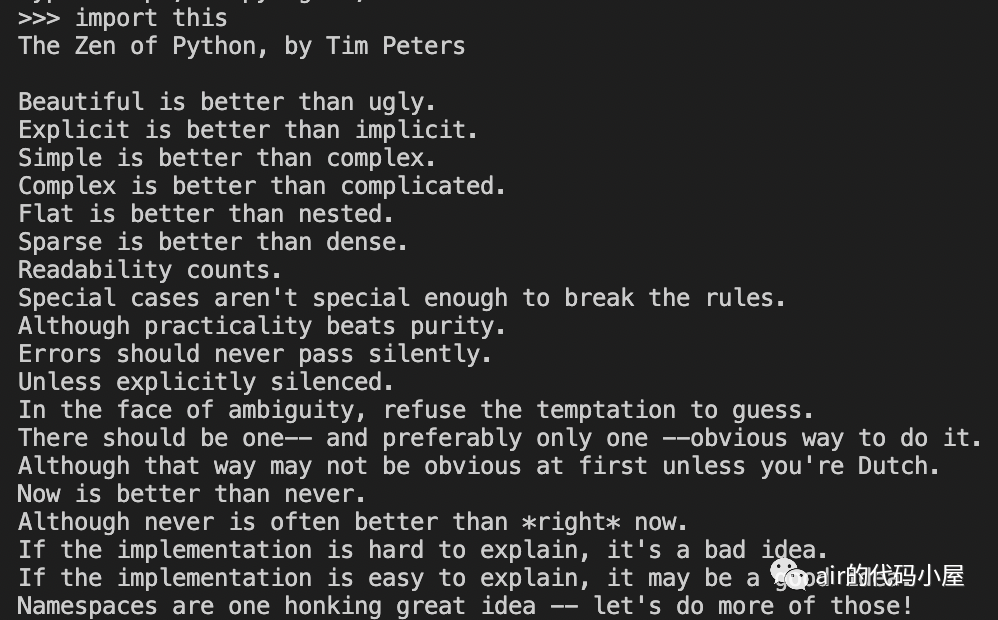 >>> import this
The Zen of Python, by Tim Peters
Beautiful is better than ugly.
Explicit is better than implicit.
Simple is better than complex.
Complex is better than complicated.
Flat is better than nested.
Sparse is better than dense.
Readability counts.
Special cases aren't special enough to break the rules.
Although practicality beats purity.
Errors should never pass silently.
Unless explicitly silenced.
In the face of ambiguity, refuse the temptation to guess.
There should be one-- and preferably only one --obvious way to do it.
Although that way may not be obvious at first unless you're Dutch.
Now is better than never.
Although never is often better than *right* now.
If the implementation is hard to explain, it's a bad idea.
If the implementation is easy to explain, it may be a
air的代码小屋
Namespaces are one honking great idea -- let's do more of those!